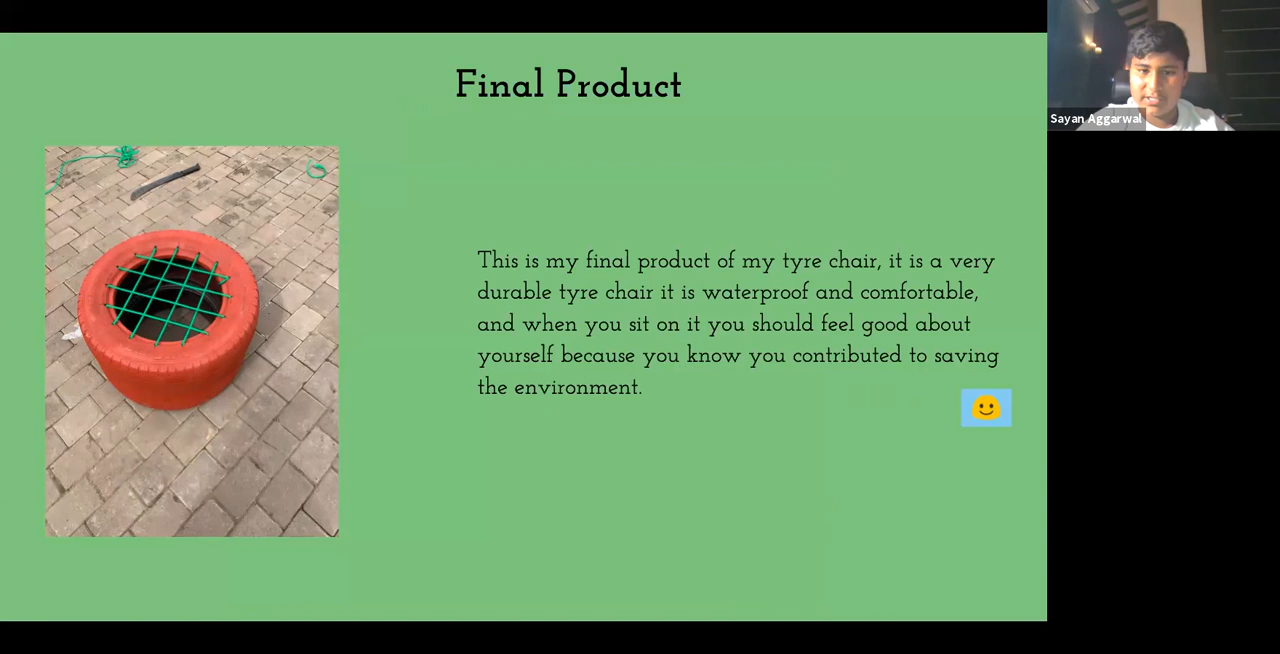 Final Product
Sayan Aggarwal
This is my final product of my tyre chair, it is a very
durable tyre chair it is waterproof and comfortable,
and when you sit on it you should feel good about
yourself because you know you contributed to saving
the environment.